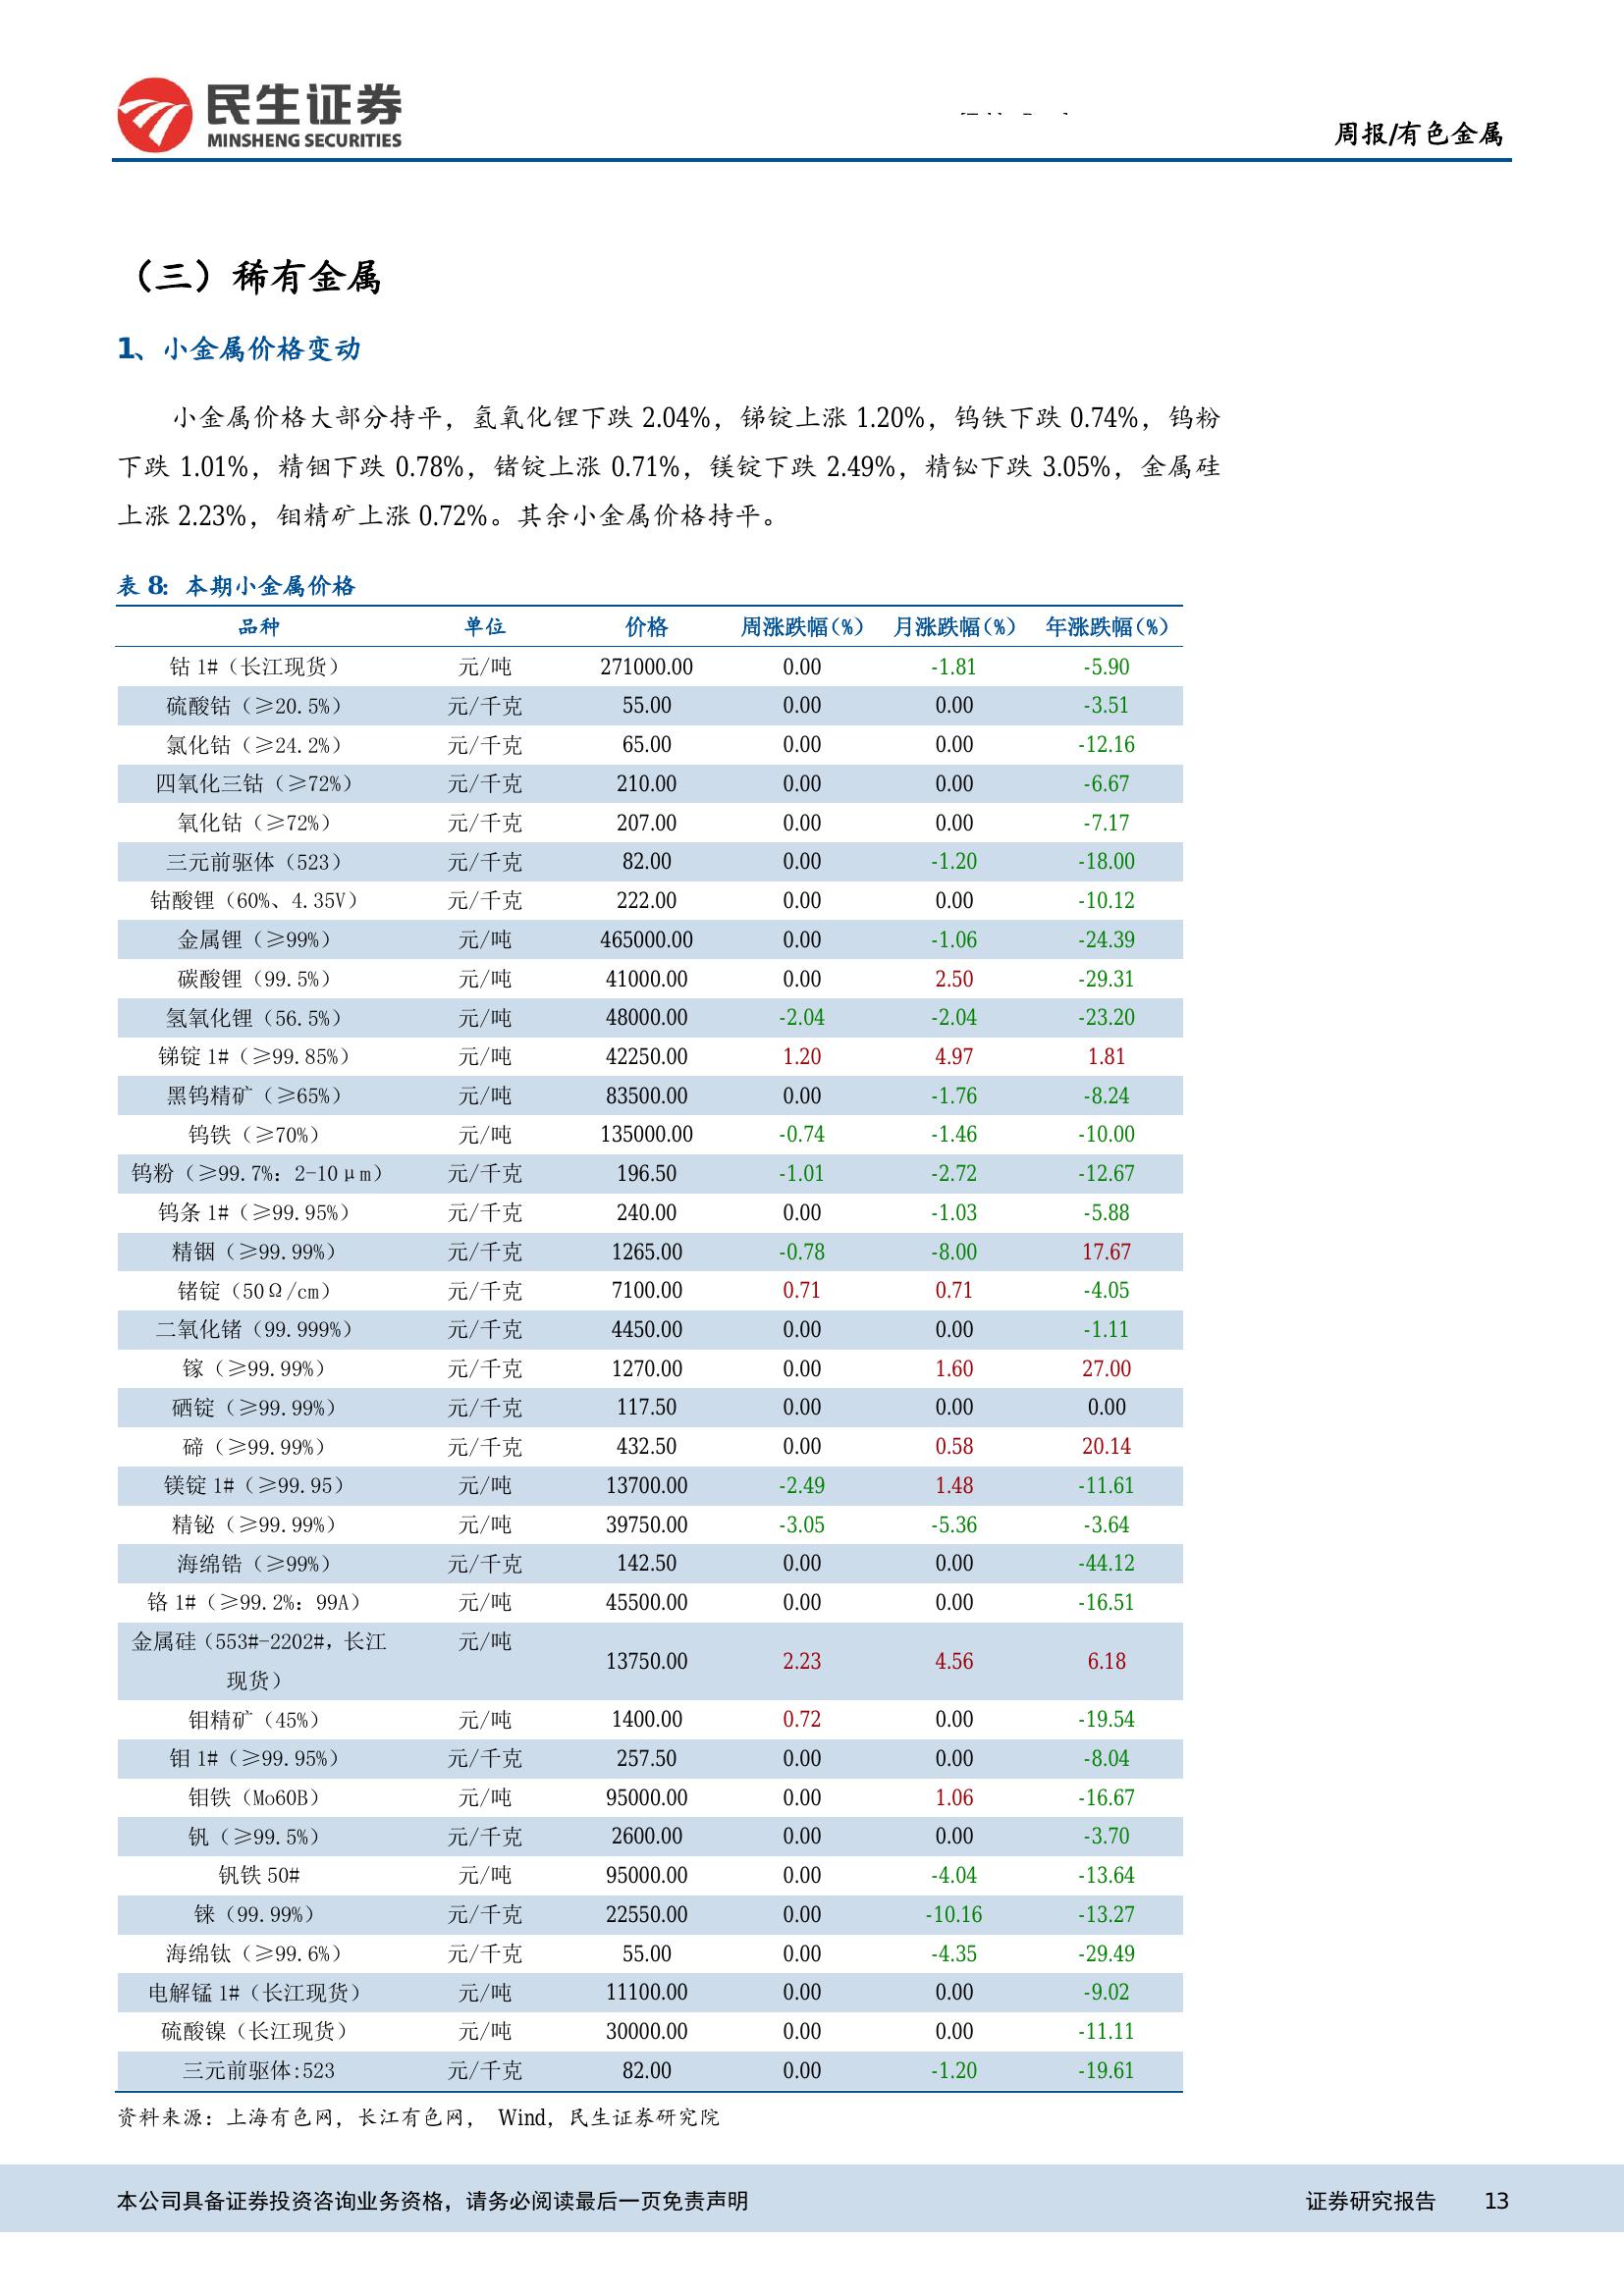 民生证券
MINSHENG SECURITIES
周报/有色金属
（三）稀有金属
1、小金属价格变动
小金属价格大部分持平，氢氧化锂下跌 2.04%，锑锭上涨 1.20%，钨铁下跌 0.74%，钨粉
下跌 1.01%，精铟下跌 0.78%，锗锭上涨 0.71%，镁锭下跌 2.49%，精铋下跌 3.05%，金属硅
上涨 2.23%，钼精矿上涨 0.72%。其余小金属价格持平。
表 8：本期小金属价格
品种 单位 价格 周涨跌幅(%) 月涨跌幅(%) 年涨跌幅(%)
钴 1#（长江现货） 元/吨 271000.00 0.00 -1.81 -5.90
硫酸钴（≥20.5%） 元/千克 55.00 0.00 0.00 -3.51
氯化钴（≥24.2%） 元/千克 65.00 0.00 0.00 -12.16
四氧化三钴（≥72%） 元/千克 210.00 0.00 0.00 -6.67
氧化钴（≥72%） 元/千克 207.00 0.00 0.00 -7.17
三元前驱体（523） 元/千克 82.00 0.00 -1.20 -18.00
钴酸锂（60%、4.35V） 元/千克 222.00 0.00 0.00 -10.12
金属锂（≥99%） 元/吨 465000.00 0.00 -1.06 -24.39
碳酸锂（99.5%） 元/吨 41000.00 0.00 2.50 -29.31
氢氧化锂（56.5%） 元/吨 48000.00 -2.04 -2.04 -23.20
锑锭 1#（≥99.85%） 元/吨 42250.00 1.20 4.97 1.81
黑钨精矿（≥65%） 元/吨 83500.00 0.00 -1.76 -8.24
钨铁（≥70%） 元/吨 135000.00 -0.74 -1.46 -10.00
钨粉（≥99.7%：2-10μm） 元/千克 196.50 -1.01 -2.72 -12.67
钨条 1#（≥99.95%） 元/千克 240.00 0.00 -1.03 -5.88
精铟（≥99.99%） 元/千克 1265.00 -0.78 -8.00 17.67
锗锭（50Ω/cm） 元/千克 7100.00 0.71 0.71 -4.05
二氧化锗（99.999%） 元/千克 4450.00 0.00 0.00 -1.11
镓（≥99.99%） 元/千克 1270.00 0.00 1.60 27.00
硒锭（≥99.99%） 元/千克 117.50 0.00 0.00 0.00
碲（≥99.99%） 元/千克 432.50 0.00 0.58 20.14
镁锭 1#（≥99.95） 元/吨 13700.00 -2.49 1.48 -11.61
精铋（≥99.99%） 元/吨 39750.00 -3.05 -5.36 -3.64
海绵锆（≥99%） 元/千克 142.50 0.00 0.00 -44.12
铬 1#（≥99.2%：99A） 元/吨 45500.00 0.00 0.00 -16.51
金属硅（553#-2202#，长江 元/吨
现货） 13750.00 2.23 4.56 6.18
钼精矿（45%） 元/吨 1400.00 0.72 0.00 -19.54
钼 1#（≥99.95%） 元/千克 257.50 0.00 0.00 -8.04
钼铁（Mo60B） 元/吨 95000.00 0.00 1.06 -16.67
钒（≥99.5%） 元/千克 2600.00 0.00 0.00 -3.70
钒铁 50# 元/吨 95000.00 0.00 -4.04 -13.64
铼（99.99%） 元/千克 22550.00 0.00 -10.16 -13.27
海绵钛（≥99.6%） 元/千克 55.00 0.00 -4.35 -29.49
电解锰 1#（长江现货） 元/吨 11100.00 0.00 0.00 -9.02
硫酸镍（长江现货） 元/吨 30000.00 0.00 0.00 -11.11
三元前驱体:523 元/千克 82.00 0.00 -1.20 -19.61
资料来源：上海有色网，长江有色网， Wind，民生证券研究院
本公司具备证券投资咨询业务资格，请务必阅读最后一页免责声明 证券研究报告 13